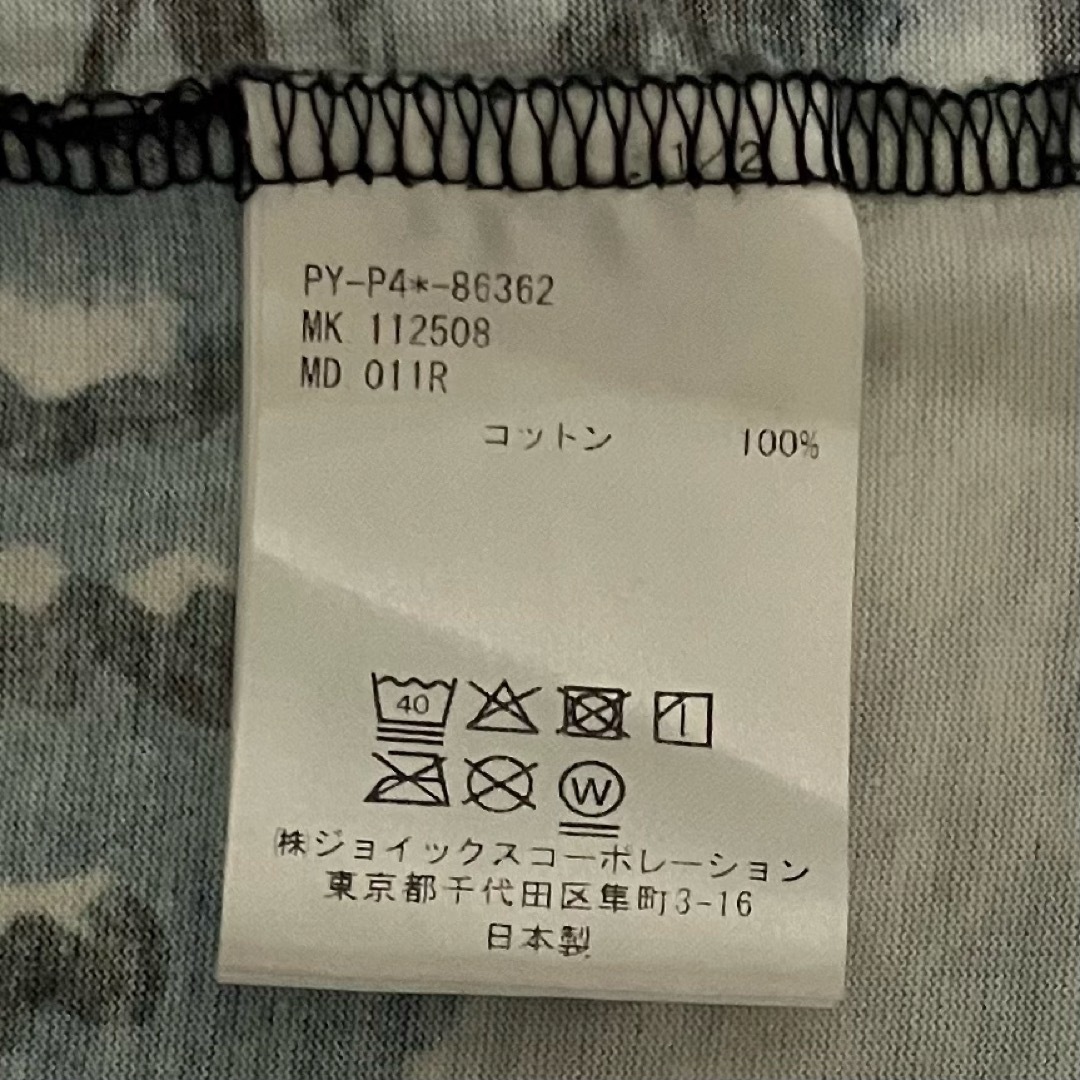 1/2
PY-P4*-86362
MK 112508
MD 011R
コットン 100%
40
W
㈱ジョイックスコーポレーション
東京都千代田区隼町3-16
日本製